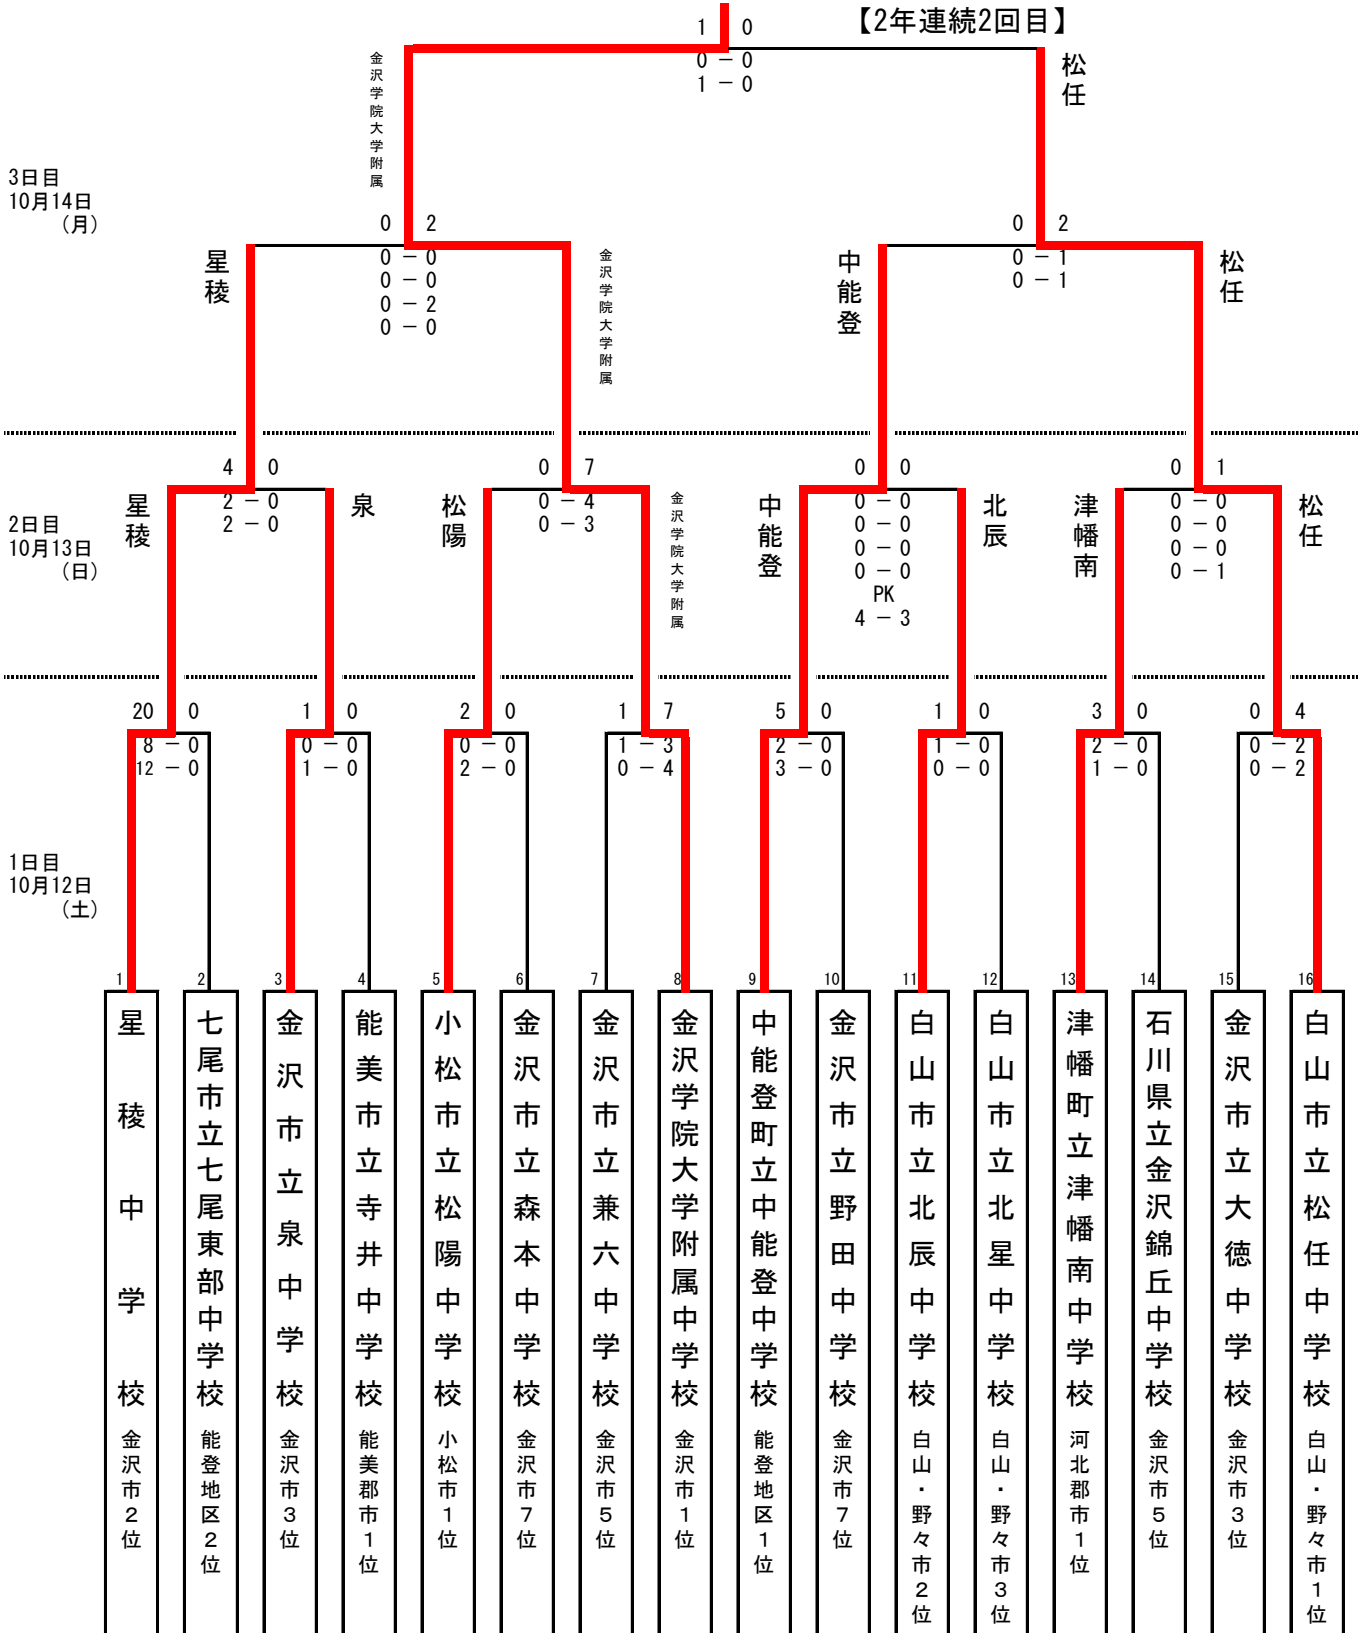 【2年連続2回目】
1 0
0 － 0
1 － 0
金沢学院大学附属
松任
3日目
10月14日
(月)
0 2
0 － 0
0 － 0
0 － 2
0 － 0
0 2
0 － 1
0 － 1
星稜
金沢学院大学附属
中能登
松任
2日目
10月13日
(日)
4 0
2 － 0
2 － 0
0 7
0 － 4
0 － 3
0 0
0 － 0
0 － 0
0 － 0
0 － 0
PK
4 － 3
0 1
0 － 0
0 － 0
0 － 0
0 － 1
星稜
泉
松陽
金沢学院大学附属
中能登
北辰
津幡南
松任
1日目
10月12日
(土)
20 0
8 － 0
12 － 0
1 0
0 － 0
1 － 0
2 0
0 － 0
2 － 0
1 7
1 － 3
0 － 4
5 0
2 － 0
3 － 0
1 0
1 － 0
0 － 0
3 0
2 － 0
1 － 0
0 4
0 － 2
0 － 2
1
星稜中学校 金沢市2位
2
七尾市立七尾東部中学校 能登地区2位
3
金沢市立泉中学校 金沢市3位
4
能美市立寺井中学校 能美郡市1位
5
小松市立松陽中学校 小松市1位
6
金沢市立森本中学校 金沢市7位
7
金沢市立兼六中学校 金沢市5位
8
金沢学院大学附属中学校 金沢市1位
9
中能登町立中能登中学校 能登地区1位
10
金沢市立野田中学校 金沢市7位
11
白山市立北辰中学校 白山・野々市2位
12
白山市立北星中学校 白山・野々市3位
13
津幡町立津幡南中学校 河北郡市1位
14
石川県立金沢錦丘中学校 金沢市5位
15
金沢市立大徳中学校 金沢市3位
16
白山市立松任中学校 白山・野々市1位